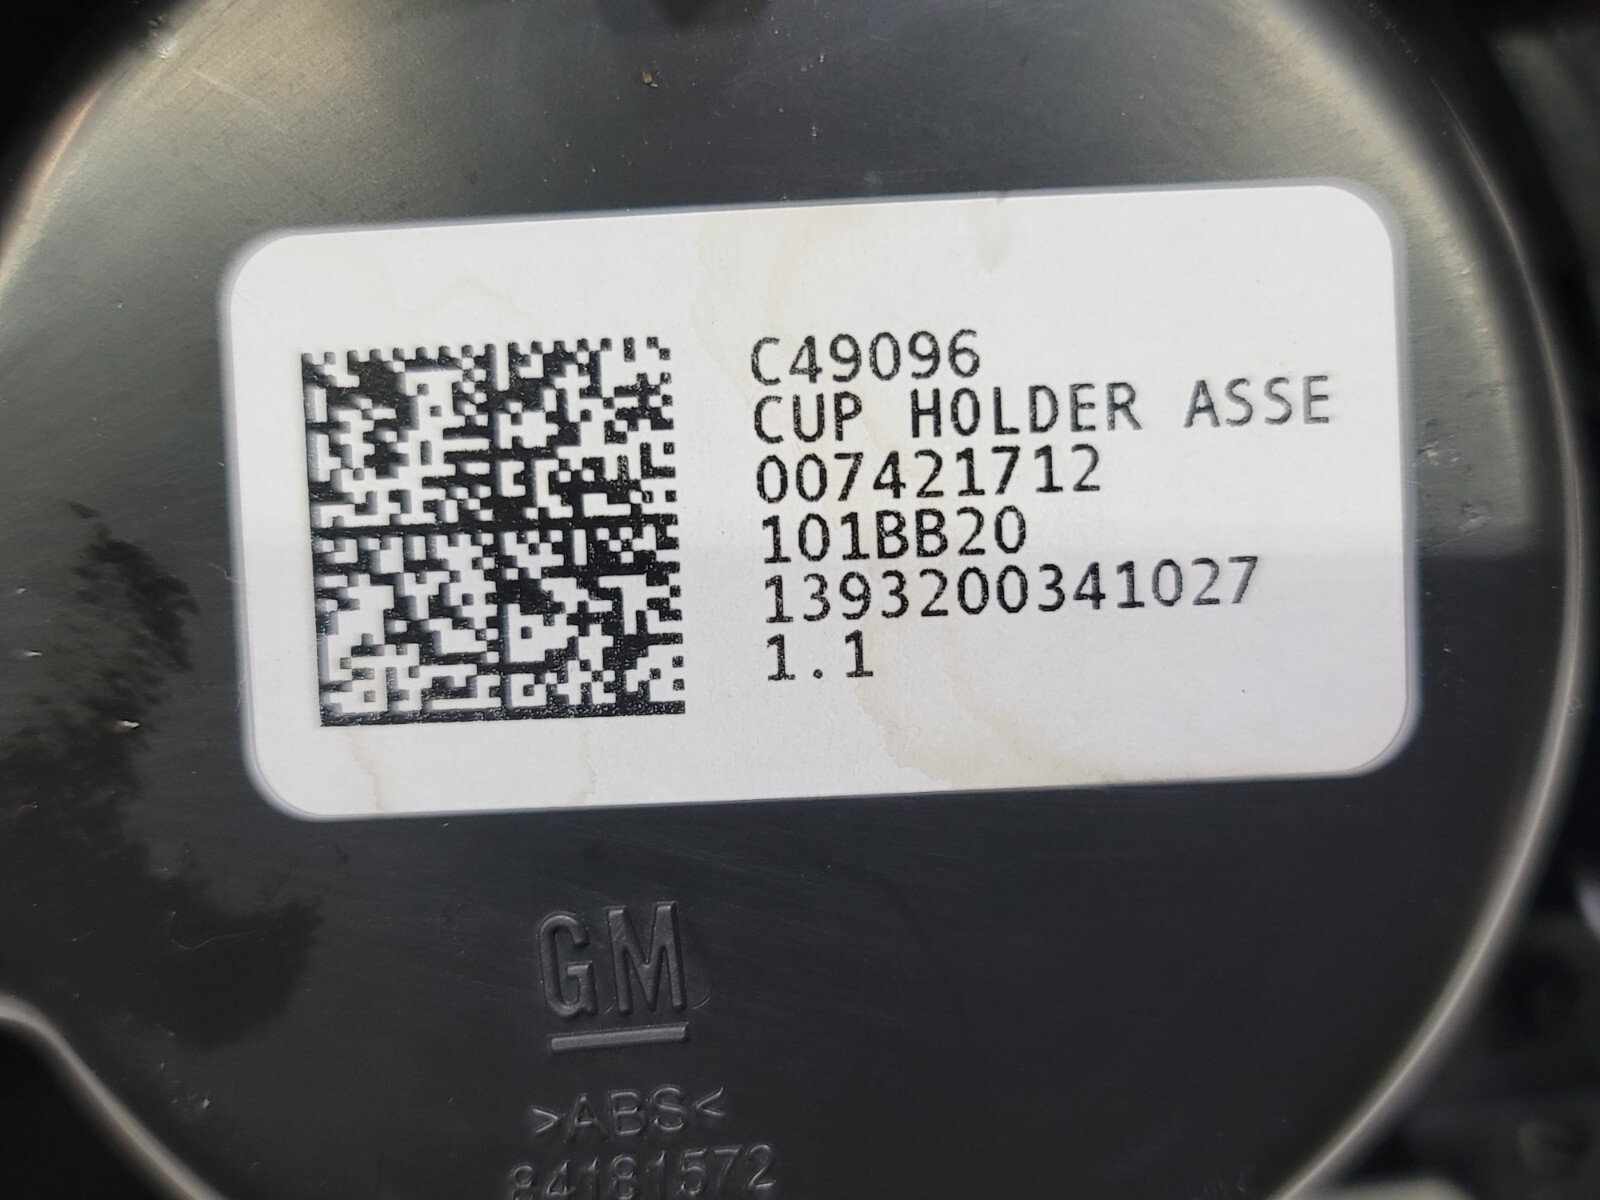 C49096
CUP HOLDER ASSE
007421712
101BB20
1393200341027
1.1
GM
>ABS<
84181572